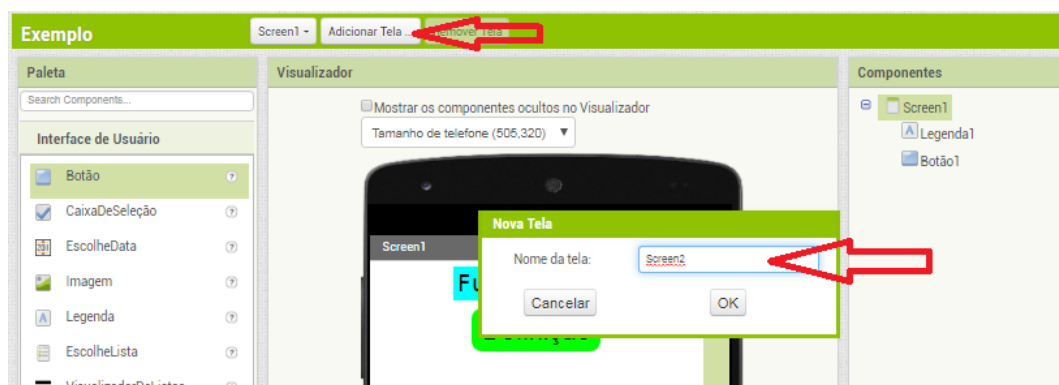 Exemplo
Screen1
Adicionar Tela ...
Remover Tela
Paleta
Search Components...
Interface de Usuário
Botão
CaixaDeSeleção
EscolheData
Imagem
Legenda
EscolheLista
Visualizador
Mostrar os componentes ocultos no Visualizador
Tamanho de telefone (505,320)
Screen1
Nova Tela
Nome da tela:
Screen2
Cancelar
OK
Componentes
Screen1
Legenda1
Botão1